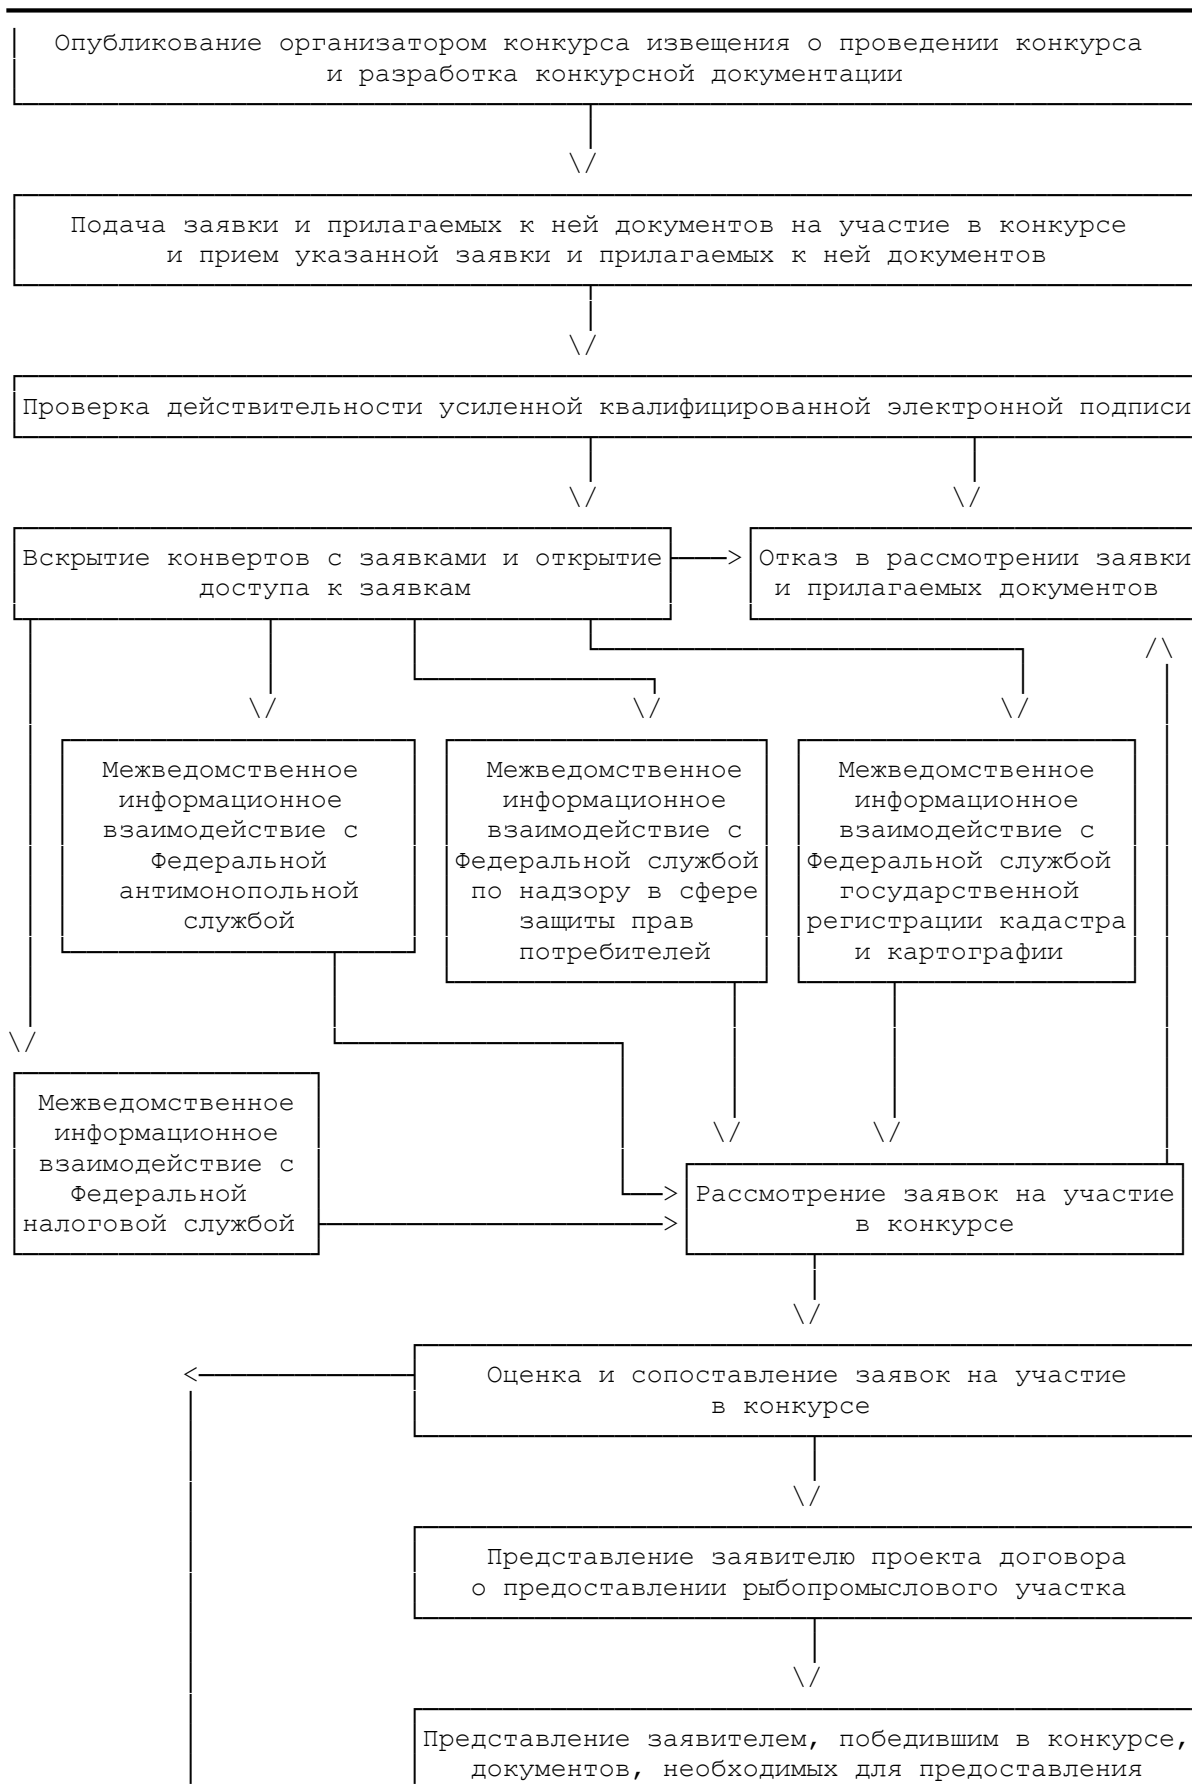 Опубликование организатором конкурса извещения о проведении конкурса
и разработка конкурсной документации
Подача заявки и прилагаемых к ней документов на участие в конкурсе
и прием указанной заявки и прилагаемых к ней документов
Проверка действительности усиленной квалифицированной электронной подписи
Вскрытие конвертов с заявками и открытие
доступа к заявкам
Отказ в рассмотрении заявки
и прилагаемых документов
Межведомственное
информационное
взаимодействие с
Федеральной
антимонопольной
службой
Межведомственное
информационное
взаимодействие с
Федеральной службой
по надзору в сфере
защиты прав
потребителей
Межведомственное
информационное
взаимодействие с
Федеральной службой
государственной
регистрации кадастра
и картографии
Межведомственное
информационное
взаимодействие с
Федеральной
налоговой службой
Рассмотрение заявок на участие
в конкурсе
Оценка и сопоставление заявок на участие
в конкурсе
Представление заявителю проекта договора
о предоставлении рыбопромыслового участка
Представление заявителем, победившим в конкурсе,
документов, необходимых для предоставления